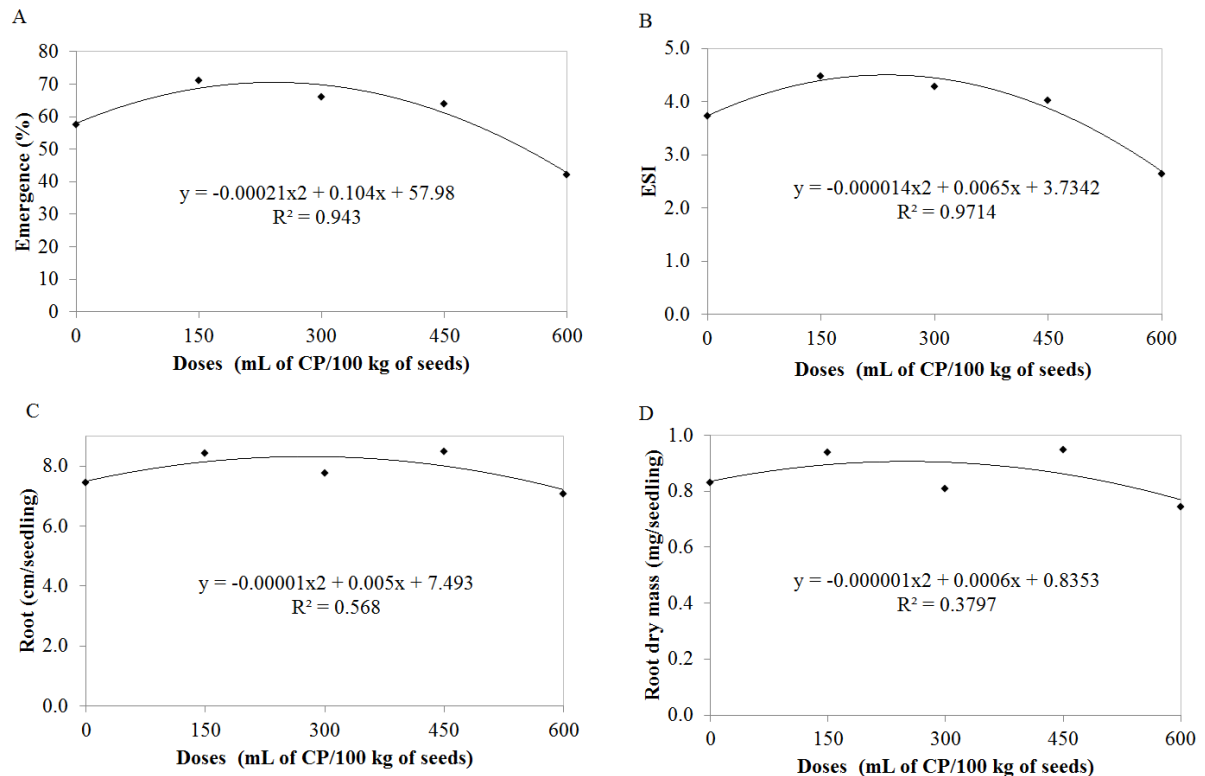 A
80
70
60
50
40
30
20
10
0
Emergence (%)
y = -0.00021x2 + 0.104x + 57.98
R² = 0.943
0 150 300 450 600
Doses (mL of CP/100 kg of seeds)
B
5.0
4.0
3.0
2.0
1.0
0.0
ESI
y = -0.000014x2 + 0.0065x + 3.7342
R² = 0.9714
0 150 300 450 600
Doses (mL of CP/100 kg of seeds)
C
8.0
6.0
4.0
2.0
0.0
Root (cm/seedling)
y = -0.00001x2 + 0.005x + 7.493
R² = 0.568
0 150 300 450 600
Doses (mL of CP/100 kg of seeds)
D
1.0
0.8
0.6
0.4
0.2
0.0
Root dry mass (mg/seedling)
y = -0.000001x2 + 0.0006x + 0.8353
R² = 0.3797
0 150 300 450 600
Doses (mL of CP/100 kg of seeds)